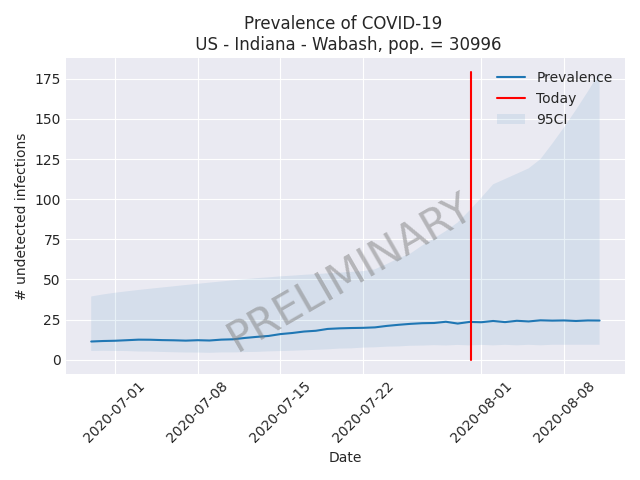 Prevalence of COVID-19
US - Indiana - Wabash, pop. = 30996
Prevalence
Today
95CI
175
150
125
100
75
50
25
0
# undetected infections
PRELIMINARY
2020-07-01
2020-07-08
2020-07-15
2020-07-22
2020-08-01
2020-08-08
Date